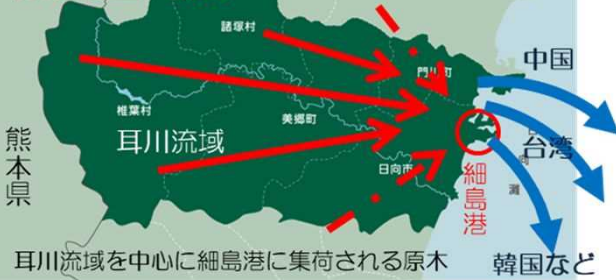 諸塚村
門川町
中国
椎葉村
美郷町
耳川流域
台湾
日向市
向
灘
細島港
熊本県
耳川流域を中心に細島港に集荷される原木
韓国など